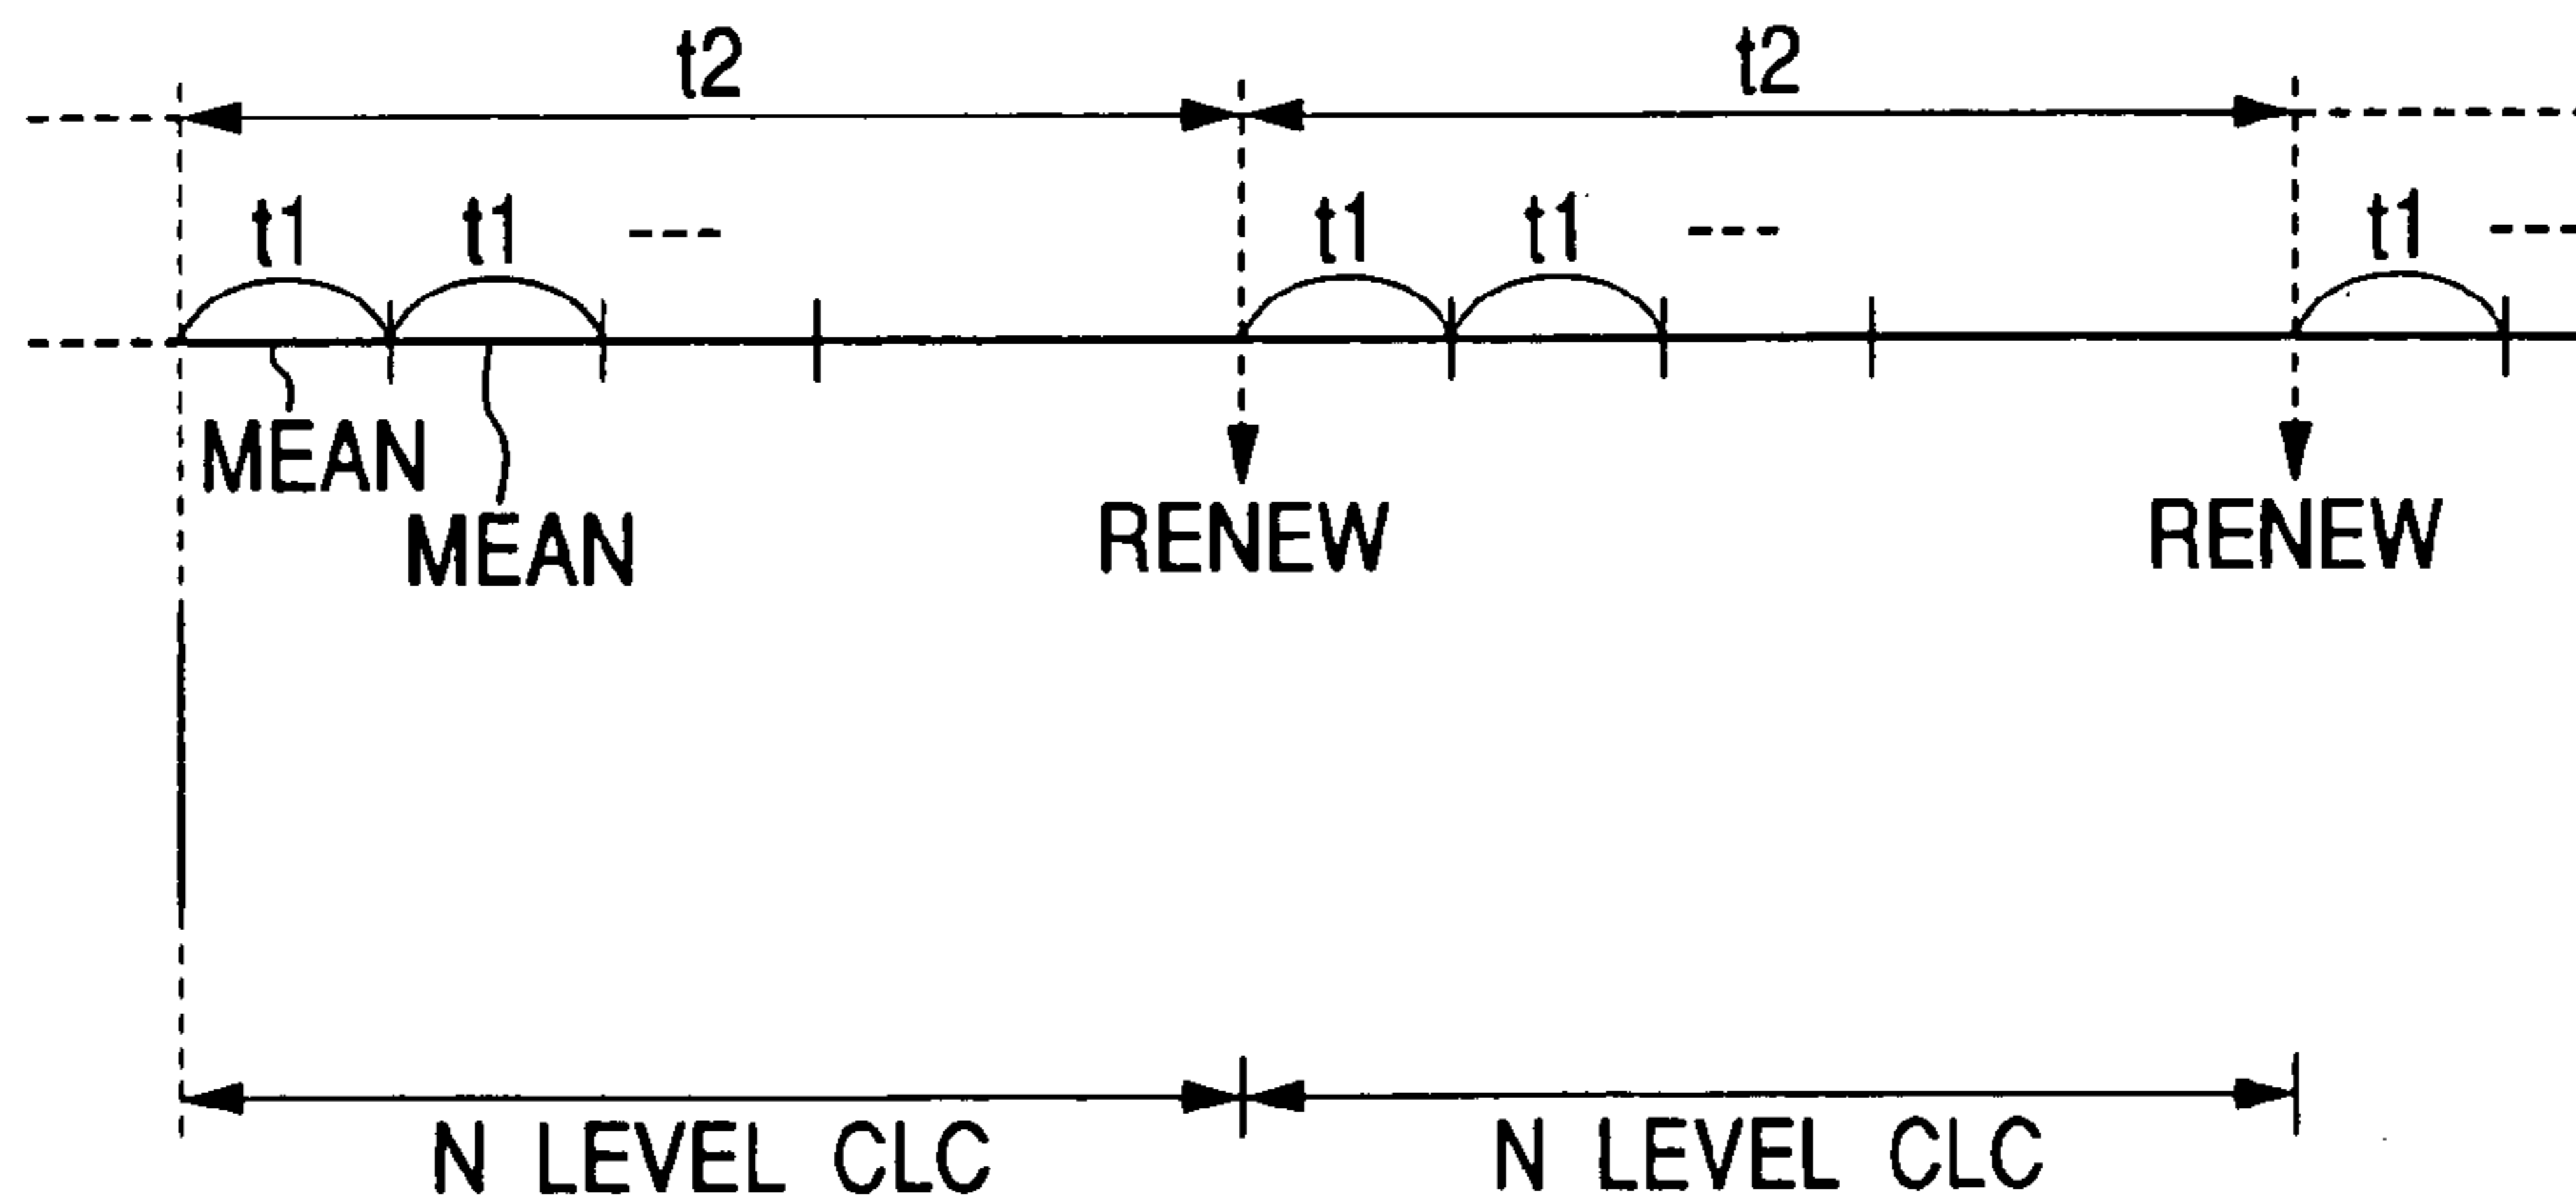 t2 t2
t1 t1 --- t1 t1 --- t1 ---
MEAN
MEAN RENEW RENEW
N LEVEL CLC N LEVEL CLC